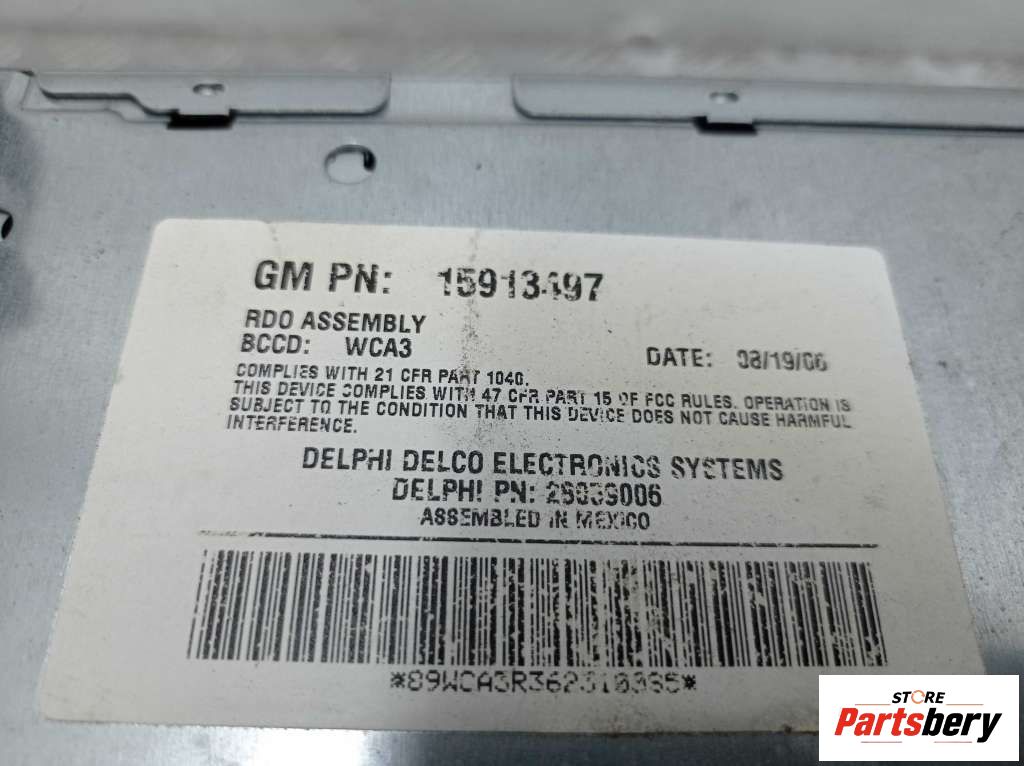 GM PN: 15913497
RDO ASSEMBLY
BCCD: WCA3
DATE: 08/19/06
COMPLIES WITH 21 CFR PART 1040.
THIS DEVICE COMPLIES WITH 47 CFR PART 15 OF FCC RULES. OPERATION IS
SUBJECT TO THE CONDITION THAT THIS DEVICE DOES NOT CAUSE HARMFUL
INTERFERENCE.
DELPHI DELCO ELECTRONICS SYSTEMS
DELPHI PN:
ASSEMBLED IN MEXICO
STORE
Partsbery